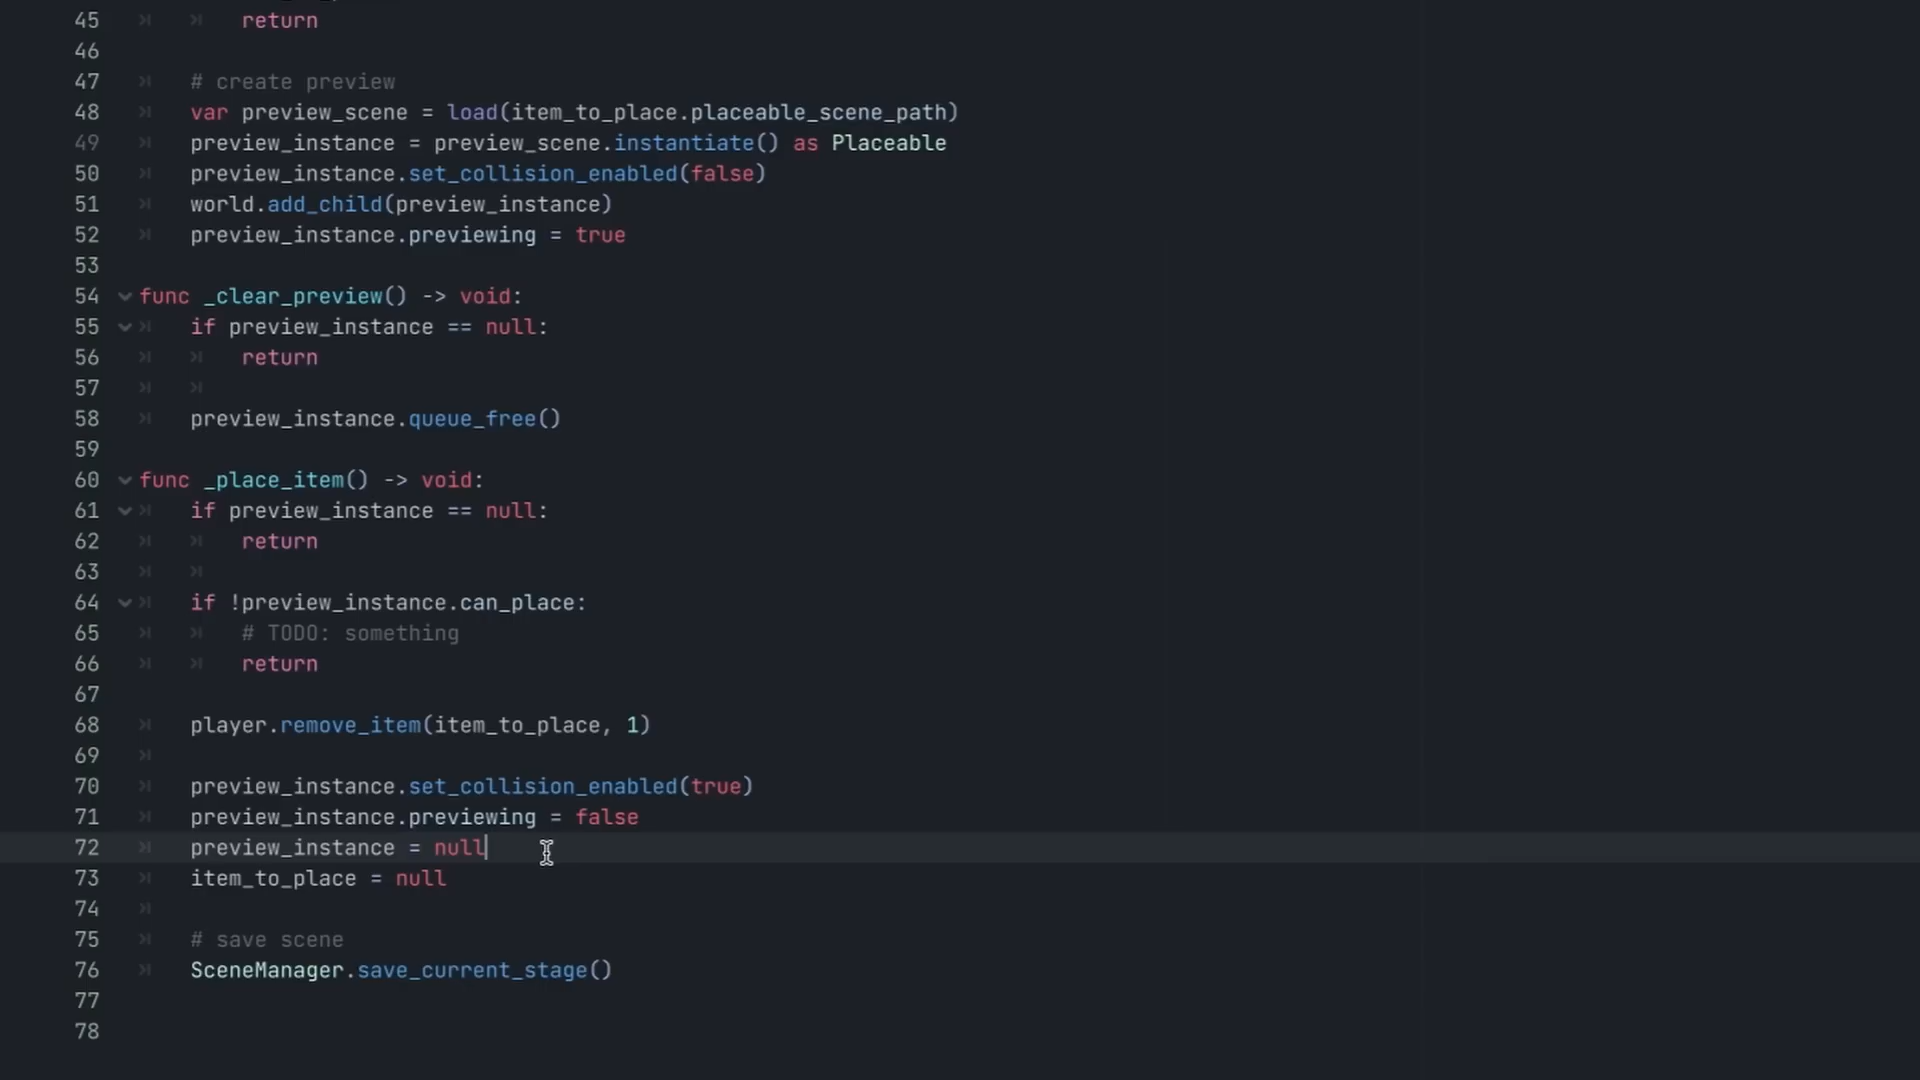 45 return
46
47 # create preview
48 var preview_scene = load(item_to_place.placeable_scene_path)
49 preview_instance = preview_scene.instantiate() as Placeable
50 preview_instance.set_collision_enabled(false)
51 world.add_child(preview_instance)
52 preview_instance.previewing = true
53
54 func _clear_preview() -> void:
55 if preview_instance == null:
56 return
57
58 preview_instance.queue_free()
59
60 func _place_item() -> void:
61 if preview_instance == null:
62 return
63
64 if !preview_instance.can_place:
65 # TODO: something
66 return
67
68 player.remove_item(item_to_place, 1)
69
70 preview_instance.set_collision_enabled(true)
71 preview_instance.previewing = false
72 preview_instance = null
73 item_to_place = null
74
75 # save scene
76 SceneManager.save_current_stage()
77
78